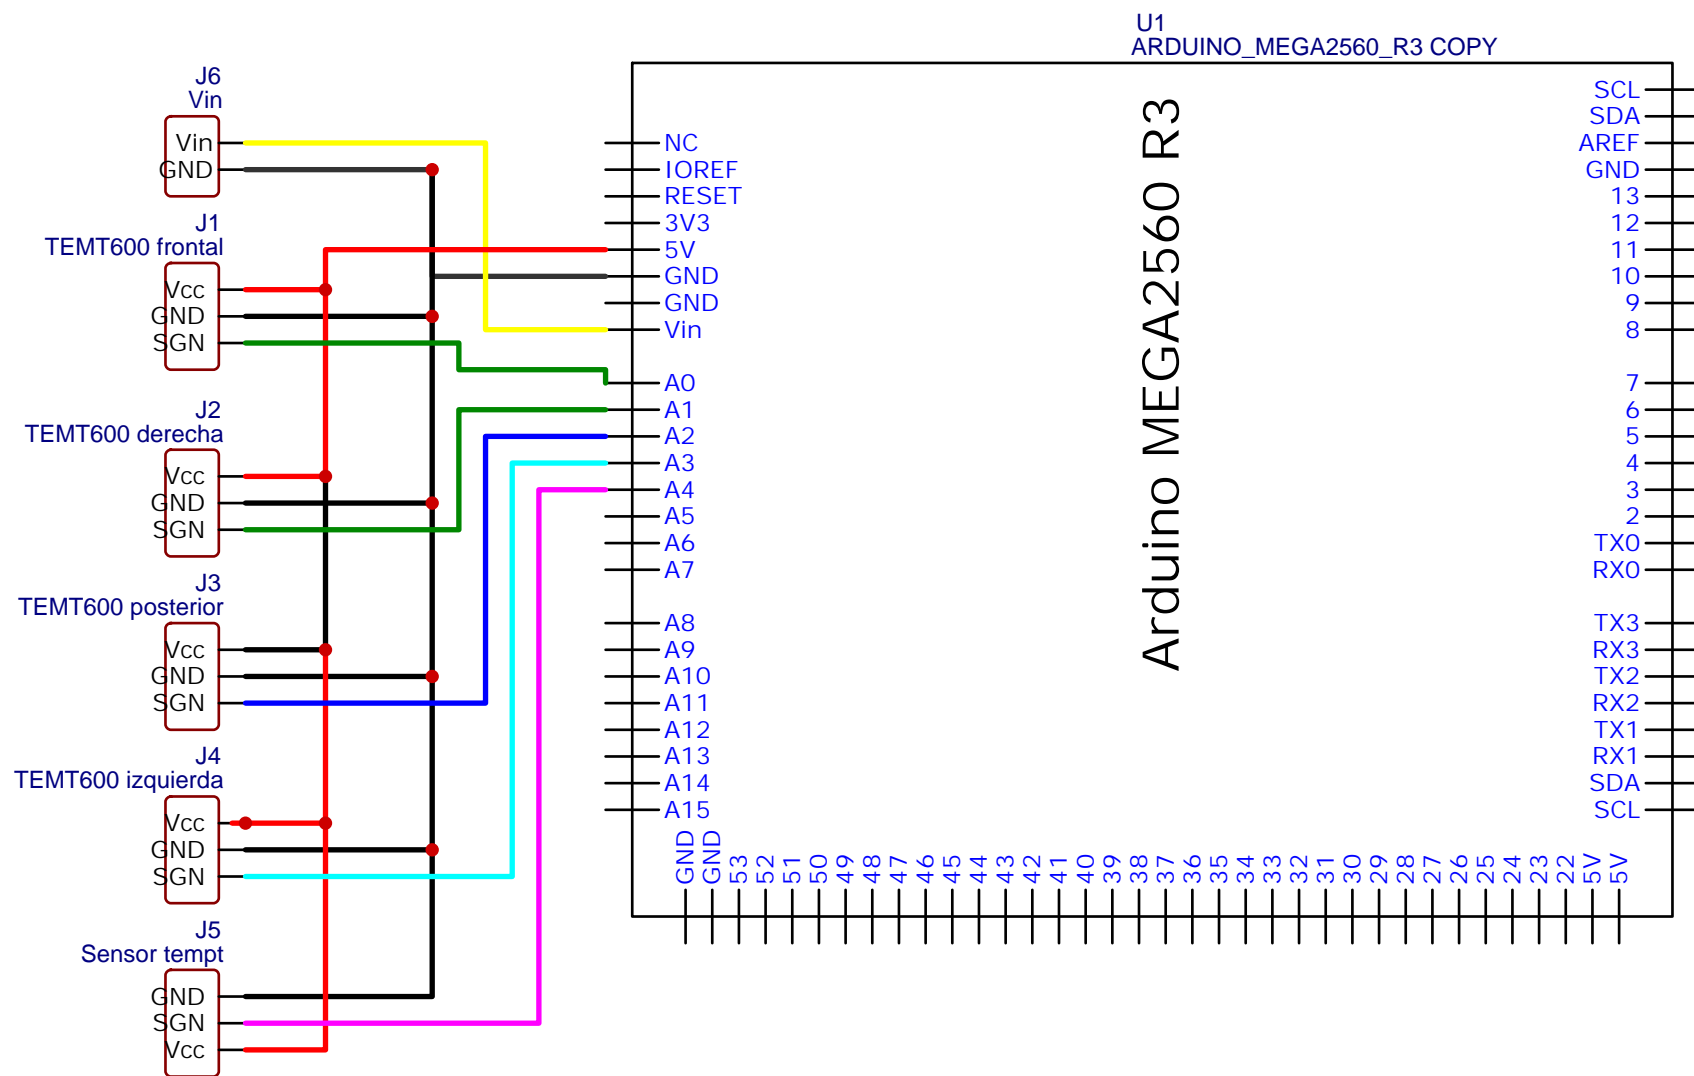 U1
ARDUINO_MEGA2560_R3 COPY
J6
Vin
Vin
GND
J1
TEMT600 frontal
Vcc
GND
SGN
J2
TEMT600 derecha
Vcc
GND
SGN
J3
TEMT600 posterior
Vcc
GND
SGN
J4
TEMT600 izquierda
Vcc
GND
SGN
J5
Sensor tempt
GND
SGN
Vcc
NC
IOREF
RESET
3V3
5V
GND
GND
Vin
A0
A1
A2
A3
A4
A5
A6
A7
A8
A9
A10
A11
A12
A13
A14
A15
Arduino MEGA2560 R3
SCL
SDA
AREF
GND
13
12
11
10
9
8
7
6
5
4
3
2
TX0
RX0
TX3
RX3
TX2
RX2
TX1
RX1
SDA
SCL
GND
GND
53
52
51
50
49
48
47
46
45
44
43
42
41
40
39
38
37
36
35
34
33
32
31
30
29
28
27
26
25
24
23
22
5V
5V